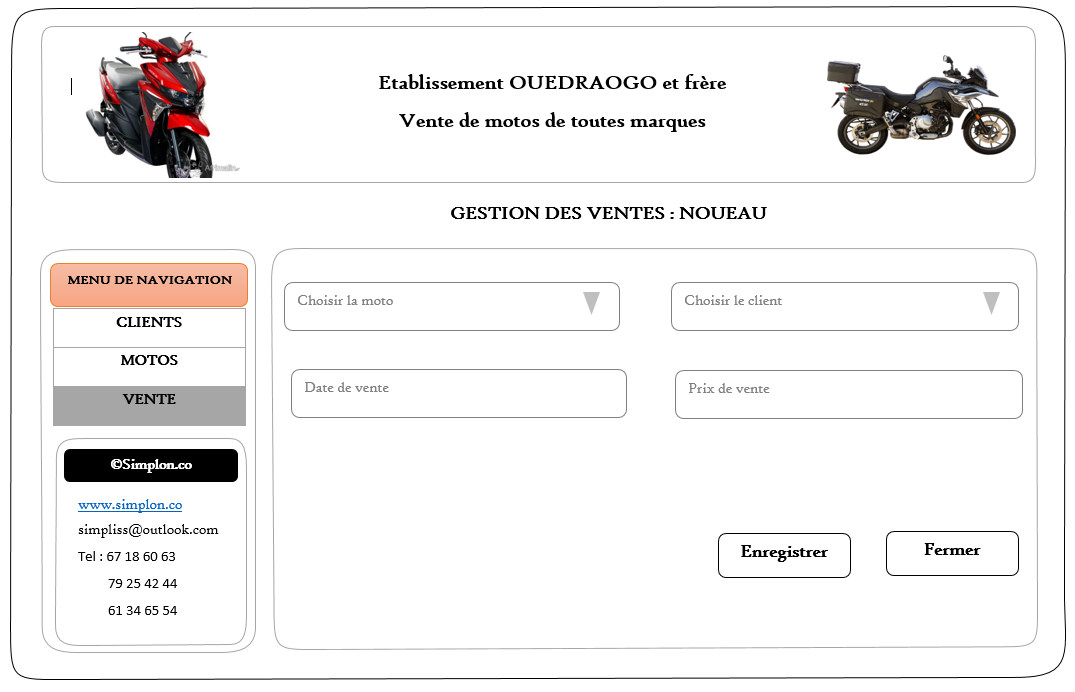 Etablissement OUEDRAOGO et frère
Vente de motos de toutes marques
GESTION DES VENTES : NOUEAU
MENU DE NAVIGATION
CLIENTS
MOTOS
VENTE
©Simplon.co
www.simplon.co
simpliss@outlook.com
Tel : 67 18 60 63
79 25 42 44
61 34 65 54
Choisir la moto
Choisir le client
Date de vente
Prix de vente
Enregistrer
Fermer